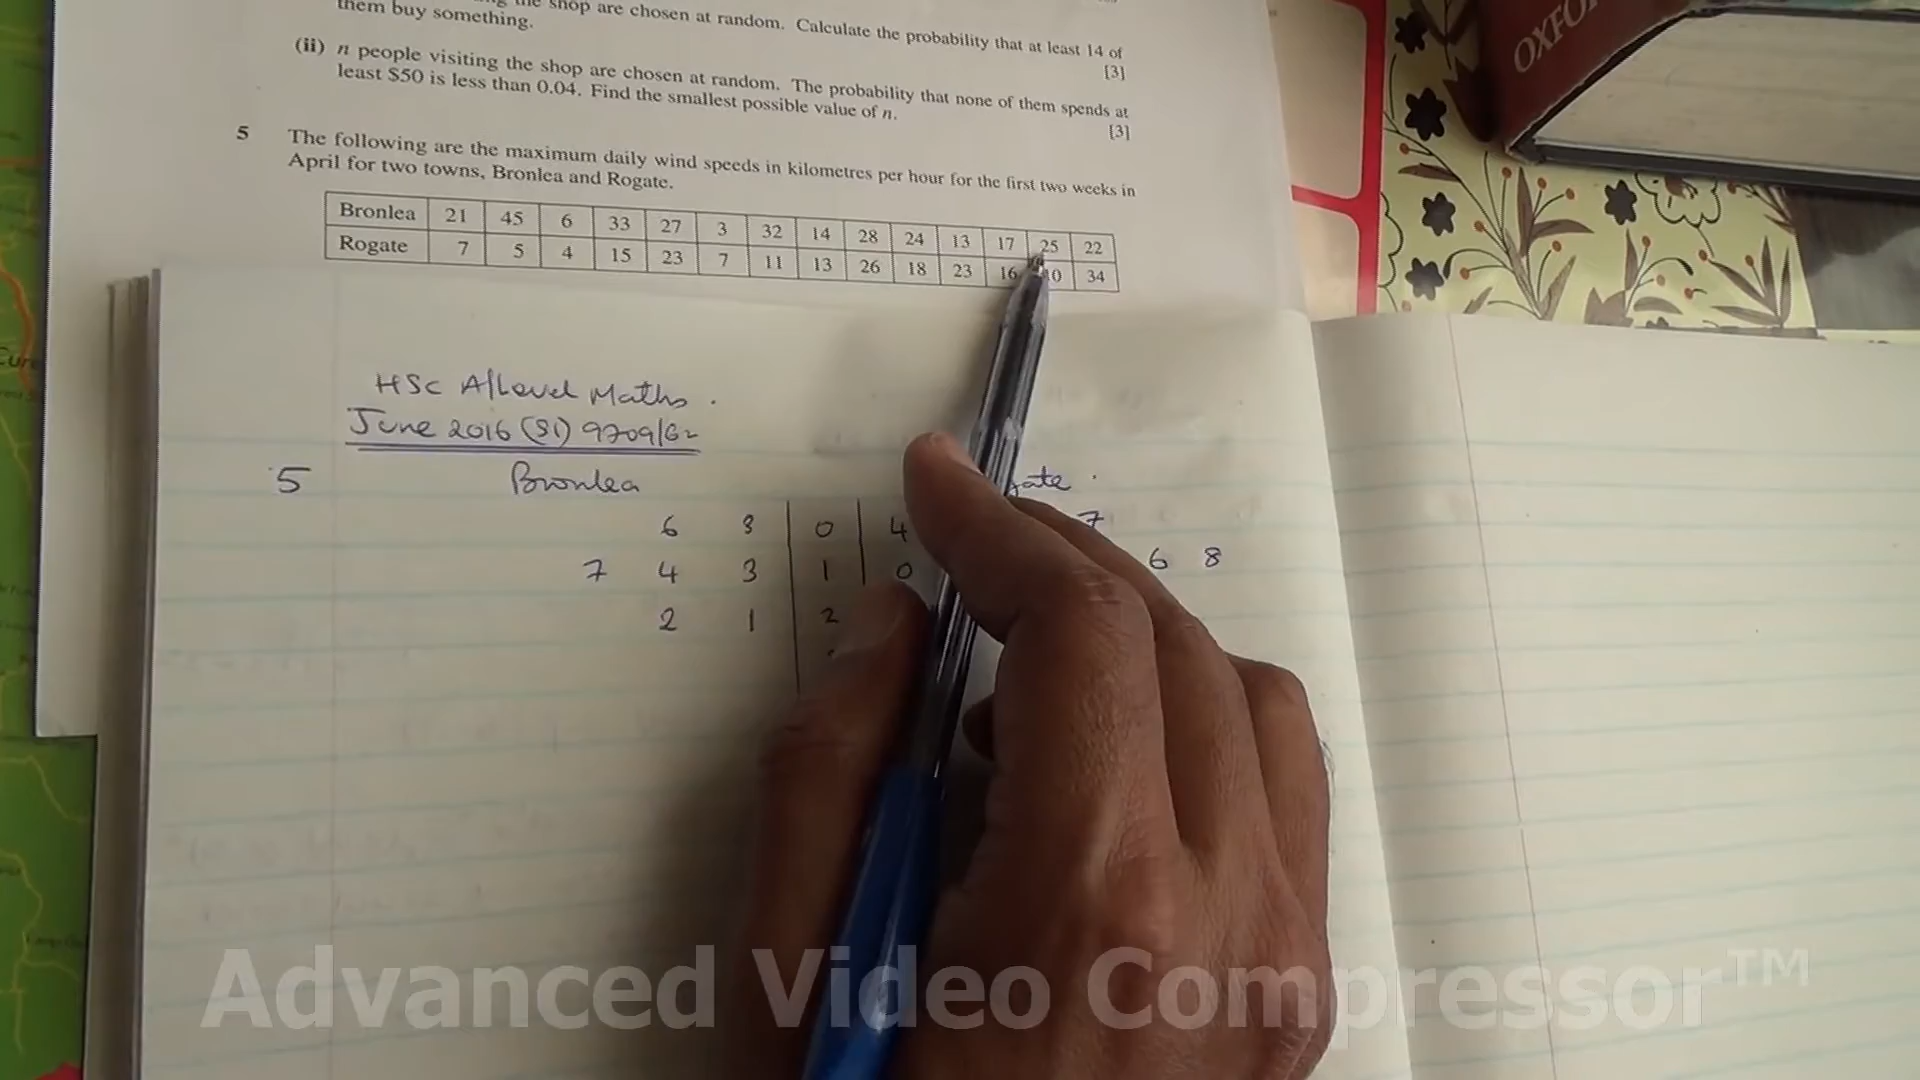 the shop are chosen at random. Calculate the probability that at least 14 of
them buy something. [3]
(ii) n people visiting the shop are chosen at random. The probability that none of them spends at
least $50 is less than 0.04. Find the smallest possible value of n. [3]
5 The following are the maximum daily wind speeds in kilometres per hour for the first two weeks in
April for two towns, Bronlea and Rogate.
Bronlea 21 45 6 33 27 3 32 14 28 24 13 17 25 22
Rogate 7 5 4 15 23 7 11 13 26 18 23 16 10 34
OXFO
HSC A/Level Maths.
June 2016 (S1) 9709/62
5 Bronlea gate
6 3 0 4 7
7 4 3 1 0 6 8
2 1 2
Advanced Video Compressor™